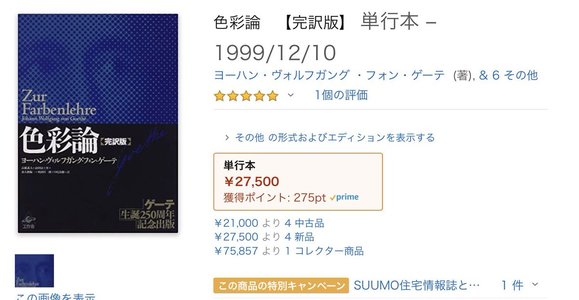 Zur
Farbenlehre
Johann Wolfgang von Goethe
色彩論【完訳版】
ヨーハン・ヴォルフガング・フォン・ゲーテ
ゲーテ
生誕250周年
記念出版
工作舎
この画像を表示
色彩論 【完訳版】 単行本 –
1999/12/10
ヨーハン・ヴォルフガング ・フォン・ゲーテ (著), & 6 その他
1個の評価
› その他 の形式およびエディションを表示する
単行本
￥27,500
獲得ポイント: 275pt prime
￥21,000 より 4 中古品
￥27,500 より 4 新品
￥75,857 より 1 コレクター商品
この商品の特別キャンペーン SUUMO住宅情報誌と… 1 件